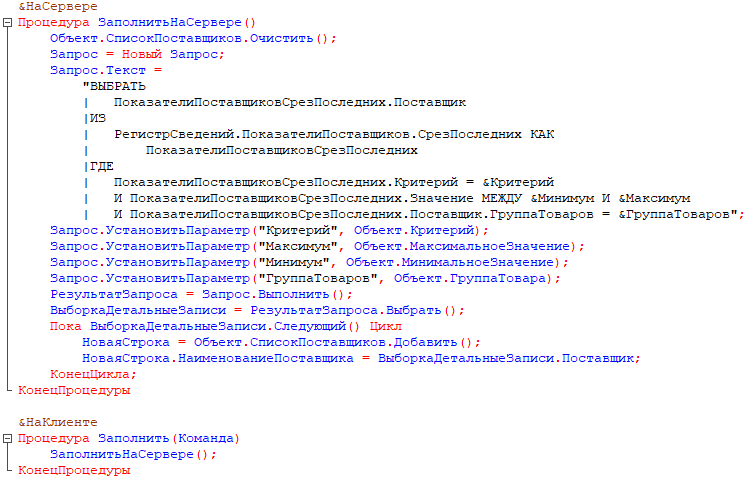 &НаСервере
Процедура ЗаполнитьНаСервере()
    Объект.СписокПоставщиков.Очистить();
    Запрос = Новый Запрос;
    Запрос.Текст =
        "ВЫБРАТЬ
        |   ПоказателиПоставщиковСрезПоследних.Поставщик
        |ИЗ
        |   РегистрСведений.ПоказателиПоставщиков.СрезПоследних КАК
        |       ПоказателиПоставщиковСрезПоследних
        |ГДЕ
        |   ПоказателиПоставщиковСрезПоследних.Критерий = &Критерий
        |   И ПоказателиПоставщиковСрезПоследних.Значение МЕЖДУ &Минимум И &Максимум
        |   И ПоказателиПоставщиковСрезПоследних.Поставщик.ГруппаТоваров = &ГруппаТоваров";
    Запрос.УстановитьПараметр("Критерий", Объект.Критерий);
    Запрос.УстановитьПараметр("Максимум", Объект.МаксимальноеЗначение);
    Запрос.УстановитьПараметр("Минимум", Объект.МинимальноеЗначение);
    Запрос.УстановитьПараметр("ГруппаТоваров", Объект.ГруппаТовара);
    РезультатЗапроса = Запрос.Выполнить();
    ВыборкаДетальныеЗаписи = РезультатЗапроса.Выбрать();
    Пока ВыборкаДетальныеЗаписи.Следующий() Цикл
        НоваяСтрока = Объект.СписокПоставщиков.Добавить();
        НоваяСтрока.НаименованиеПоставщика = ВыборкаДетальныеЗаписи.Поставщик;
    КонецЦикла;
КонецПроцедуры
&НаКлиенте
Процедура Заполнить(Команда)
    ЗаполнитьНаСервере();
КонецПроцедуры